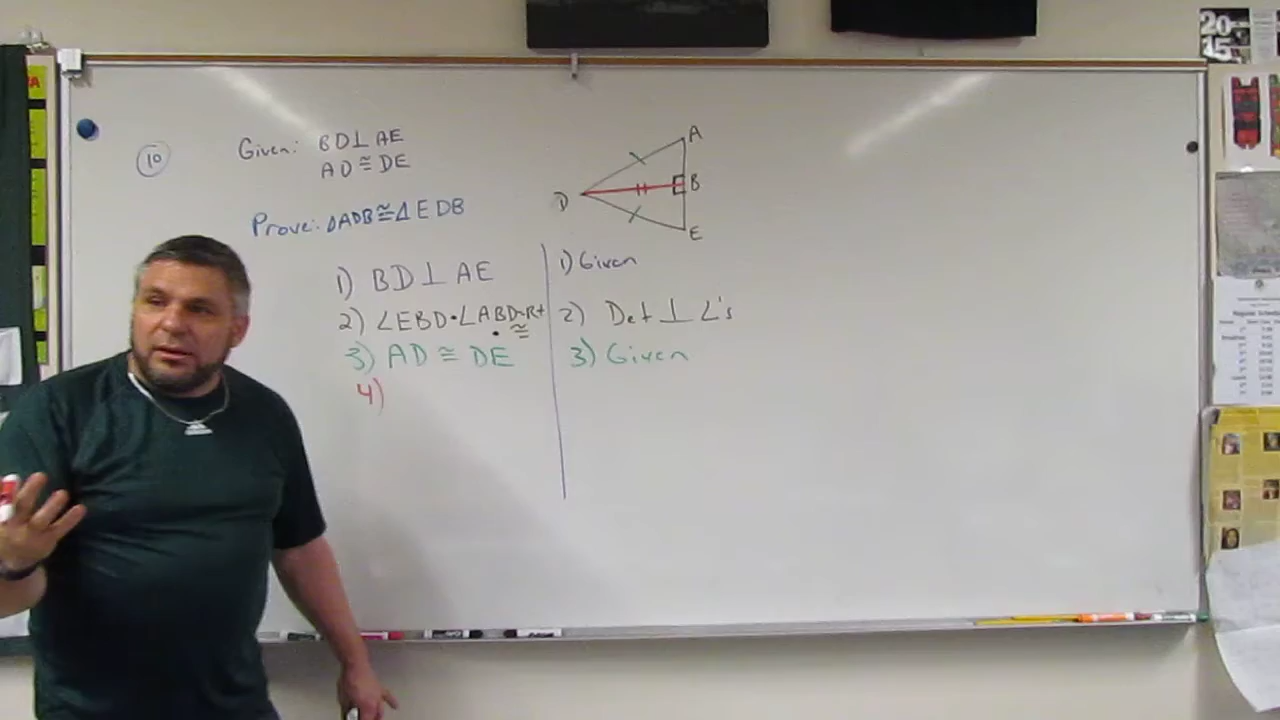 10
Given: BD⊥AE
AD≅DE
Prove: ΔADB≅ΔEDB
A
B
D
E
1) BD⊥AE
1) Given
2) ∠EBD·∠ABD-Rt ≅
2) Def ⊥ ∠'s
3) AD ≅ DE
3) Given
4)
2015